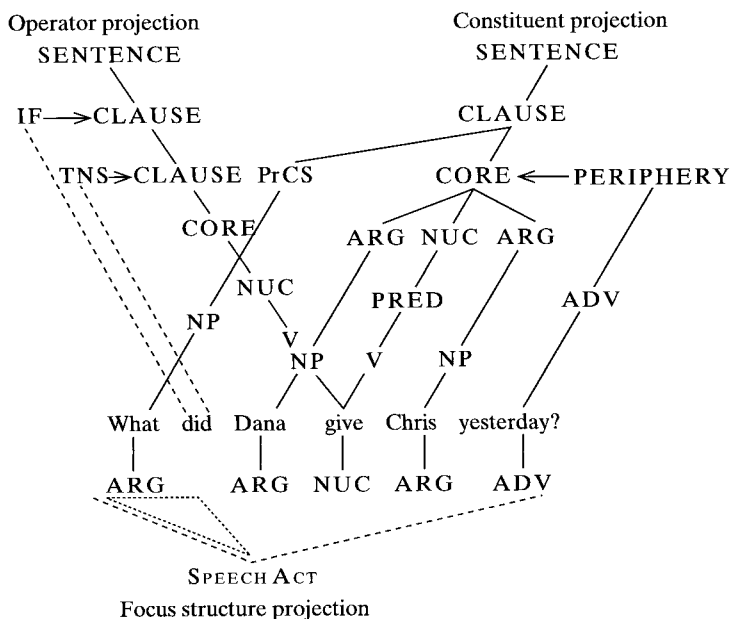 Operator projection Constituent projection
SENTENCE SENTENCE
IF CLAUSE CLAUSE
TNS CLAUSE PrCS CORE PERIPHERY
CORE ARG NUC ARG
NUC PRED ADV
NP
V
NP V NP
What did Dana give Chris yesterday?
ARG ARG NUC ARG ADV
SPEECH ACT
Focus structure projection